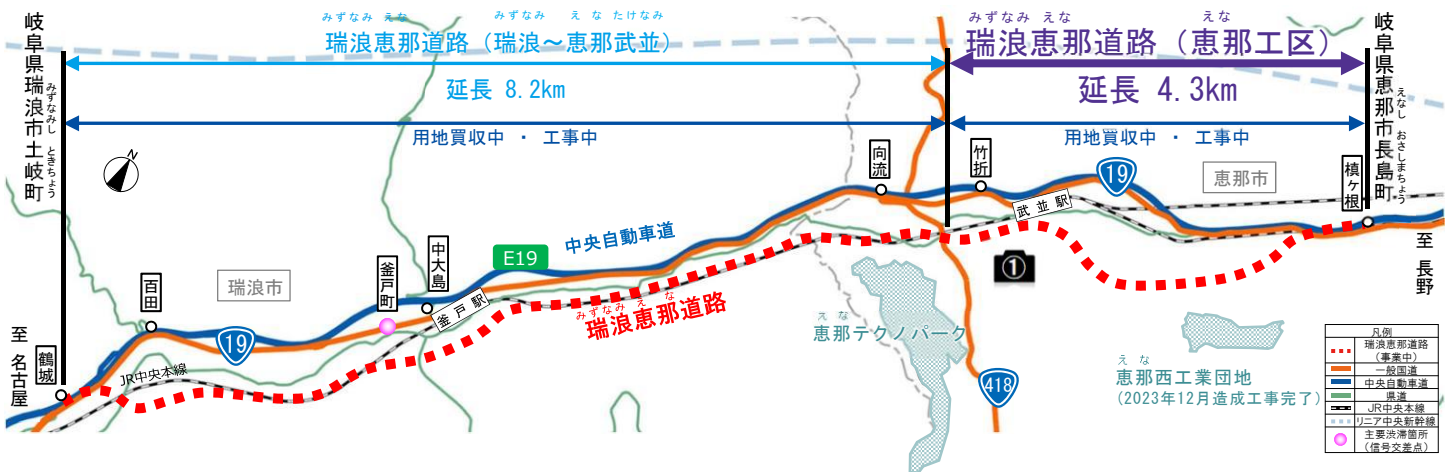 みずなみ えな
みずなみ えな たけなみ
瑞浪恵那道路（瑞浪～恵那武並）
延長 8.2km
用地買収中 ・ 工事中
みずなみ えな
えな
瑞浪恵那道路（恵那工区）
延長 4.3km
用地買収中 ・ 工事中
岐阜県瑞浪市土岐町
みずなみし ときちょう
岐阜県恵那市長島町
えなし おさしまちょう
N
向流
竹折
19
恵那市
槙ヶ根
武並駅
中央自動車道
E19
中大島
釜戸町
釜戸駅
百田
瑞浪市
19
至 名古屋
鶴城
JR中央本線
みずなみ えな
瑞浪恵那道路
①
至 長野
えな
恵那テクノパーク
418
えな
恵那西工業団地
(2023年12月造成工事完了)
凡例
瑞浪恵那道路
(事業中)
一般国道
中央自動車道
県道
JR中央本線
リニア中央新幹線
主要渋滞箇所
(信号交差点)